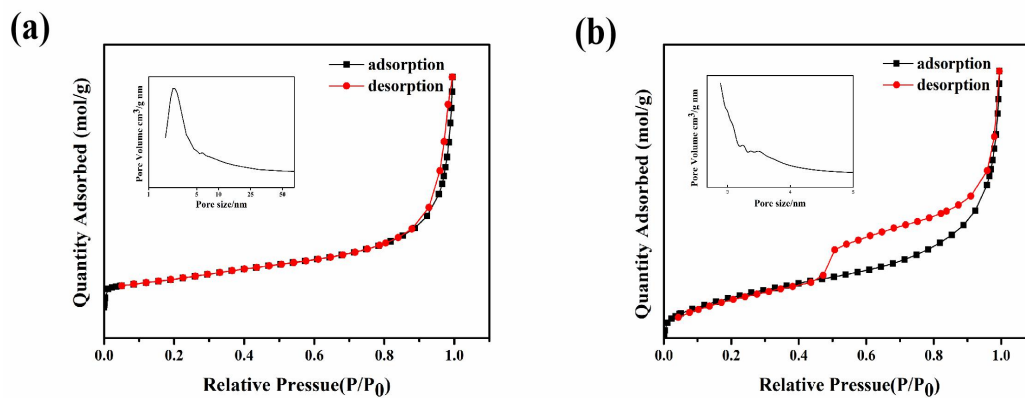 (a)
Quantity Adsorbed (mol/g)
adsorption
desorption
Pore Volume cm³/g nm
1 5 10 25 50
Pore size/nm
0.0 0.2 0.4 0.6 0.8 1.0
Relative Pressue(P/P₀)
(b)
Quantity Adsorbed (mol/g)
adsorption
desorption
Pore Volume cm³/g nm
3 4 5
Pore size/nm
0.0 0.2 0.4 0.6 0.8 1.0
Relative Pressue(P/P₀)